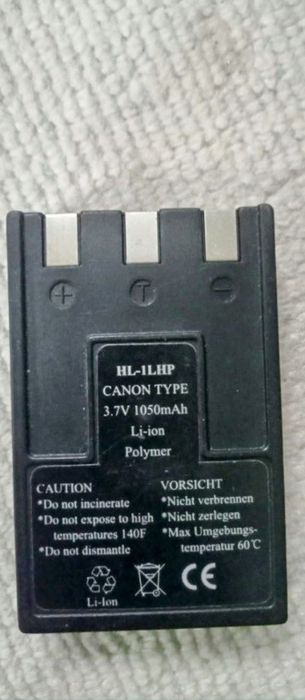 + T −
HL-1LHP
CANON TYPE
3.7V 1050mAh
Li-ion
Polymer
CAUTION
*Do not incinerate
*Do not expose to high
temperatures 140F
*Do not dismantle
VORSICHT
*Nicht verbrennen
*Nicht zerlegen
*Max Umgebungs-
temperatur 60℃
Li-Ion
CE